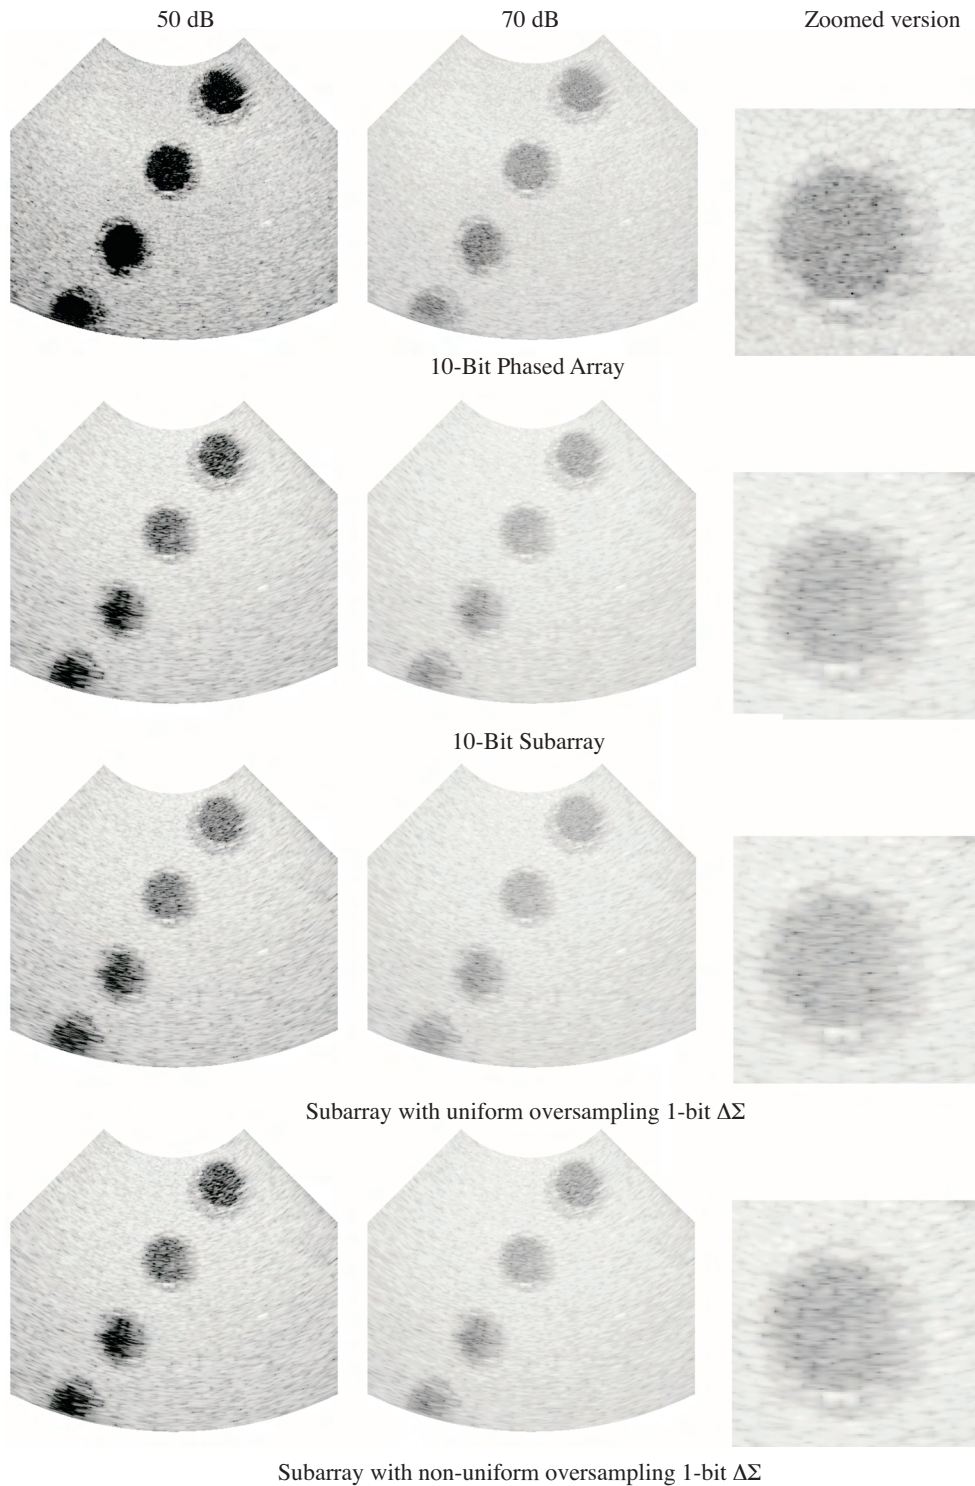 50 dB
70 dB
Zoomed version
10-Bit Phased Array
10-Bit Subarray
Subarray with uniform oversampling 1-bit ΔΣ
Subarray with non-uniform oversampling 1-bit ΔΣ